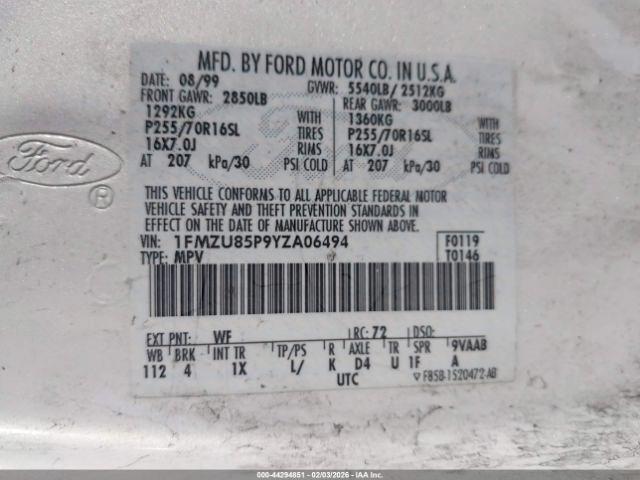 MFD. BY FORD MOTOR CO. IN U.S.A.
DATE: 08/99 GVWR: 5540LB/ 2512KG
FRONT GAWR: 2850LB REAR GAWR: 3000LB
1292KG WITH 1360KG WITH
P255/70R16SL TIRES P255/70R16SL TIRES
16X7.0J RIMS 16X7.0J RIMS
AT 207 kPa/30 PSI COLD AT 207 kPa/30 PSI COLD
THIS VEHICLE CONFORMS TO ALL APPLICABLE FEDERAL MOTOR
VEHICLE SAFETY AND THEFT PREVENTION STANDARDS IN
EFFECT ON THE DATE OF MANUFACTURE SHOWN ABOVE.
VIN: 1FMZU85P9YZA06494 F0119
TYPE: MPV T0146
EXT PNT: WF RC: 72 DSO:
WB BRK INT TR TP/PS R AXLE TR SPR 9VAAB
112 4 1X L/ K D4 U 1F A
UTC F85B-1520472-AB
Ford ®
000-44294851 - 02/03/2026 - COPYRIGHT IAA, LLC